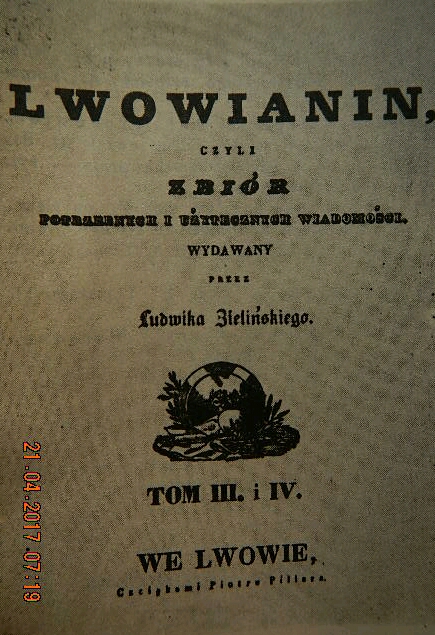 LWOWIANIN,
CZYLI
ZBIÓR
POTRZEBNYCH I UŻYTECZNYCH WIADOMOŚCI.
WYDAWANY
PRZEZ
Ludwika Zielińskiego.
TOM III. i IV.
WE LWOWIE,
Czcionkami Piotra Pillera.
21.04.2017.07:19